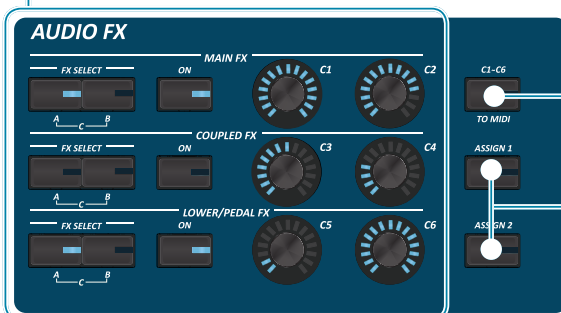 AUDIO FX
MAIN FX
FX SELECT ON C1 C2 C1-C6
A B
C
TO MIDI
COUPLED FX
FX SELECT ON C3 C4 ASSIGN 1
A B
C
LOWER/PEDAL FX
FX SELECT ON C5 C6 ASSIGN 2
A B
C